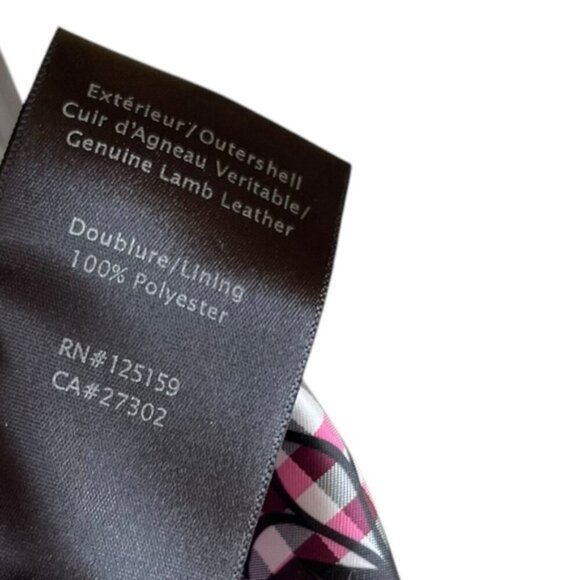 Extérieur/Outershell
Cuir d'Agneau Veritable/
Genuine Lamb Leather
Doublure/Lining
100% Polyester
RN#125159
CA#27302